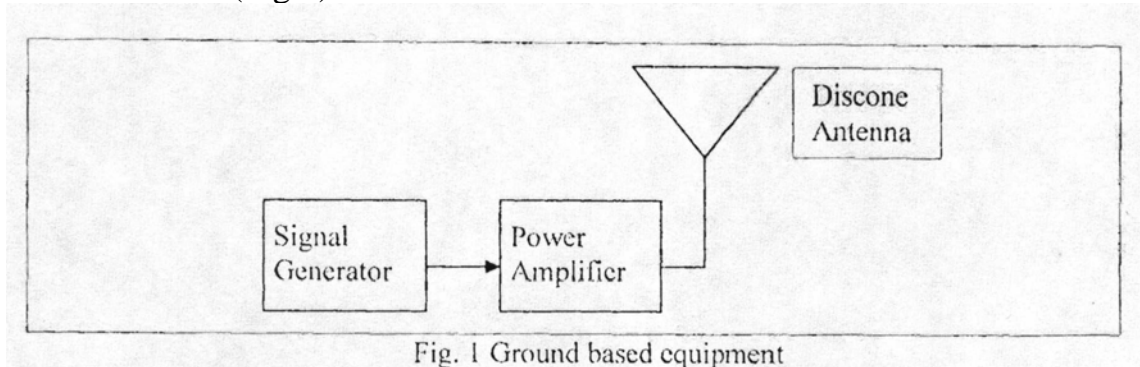 Discone
Antenna
Signal
Generator
Power
Amplifier
Fig. 1 Ground based equipment